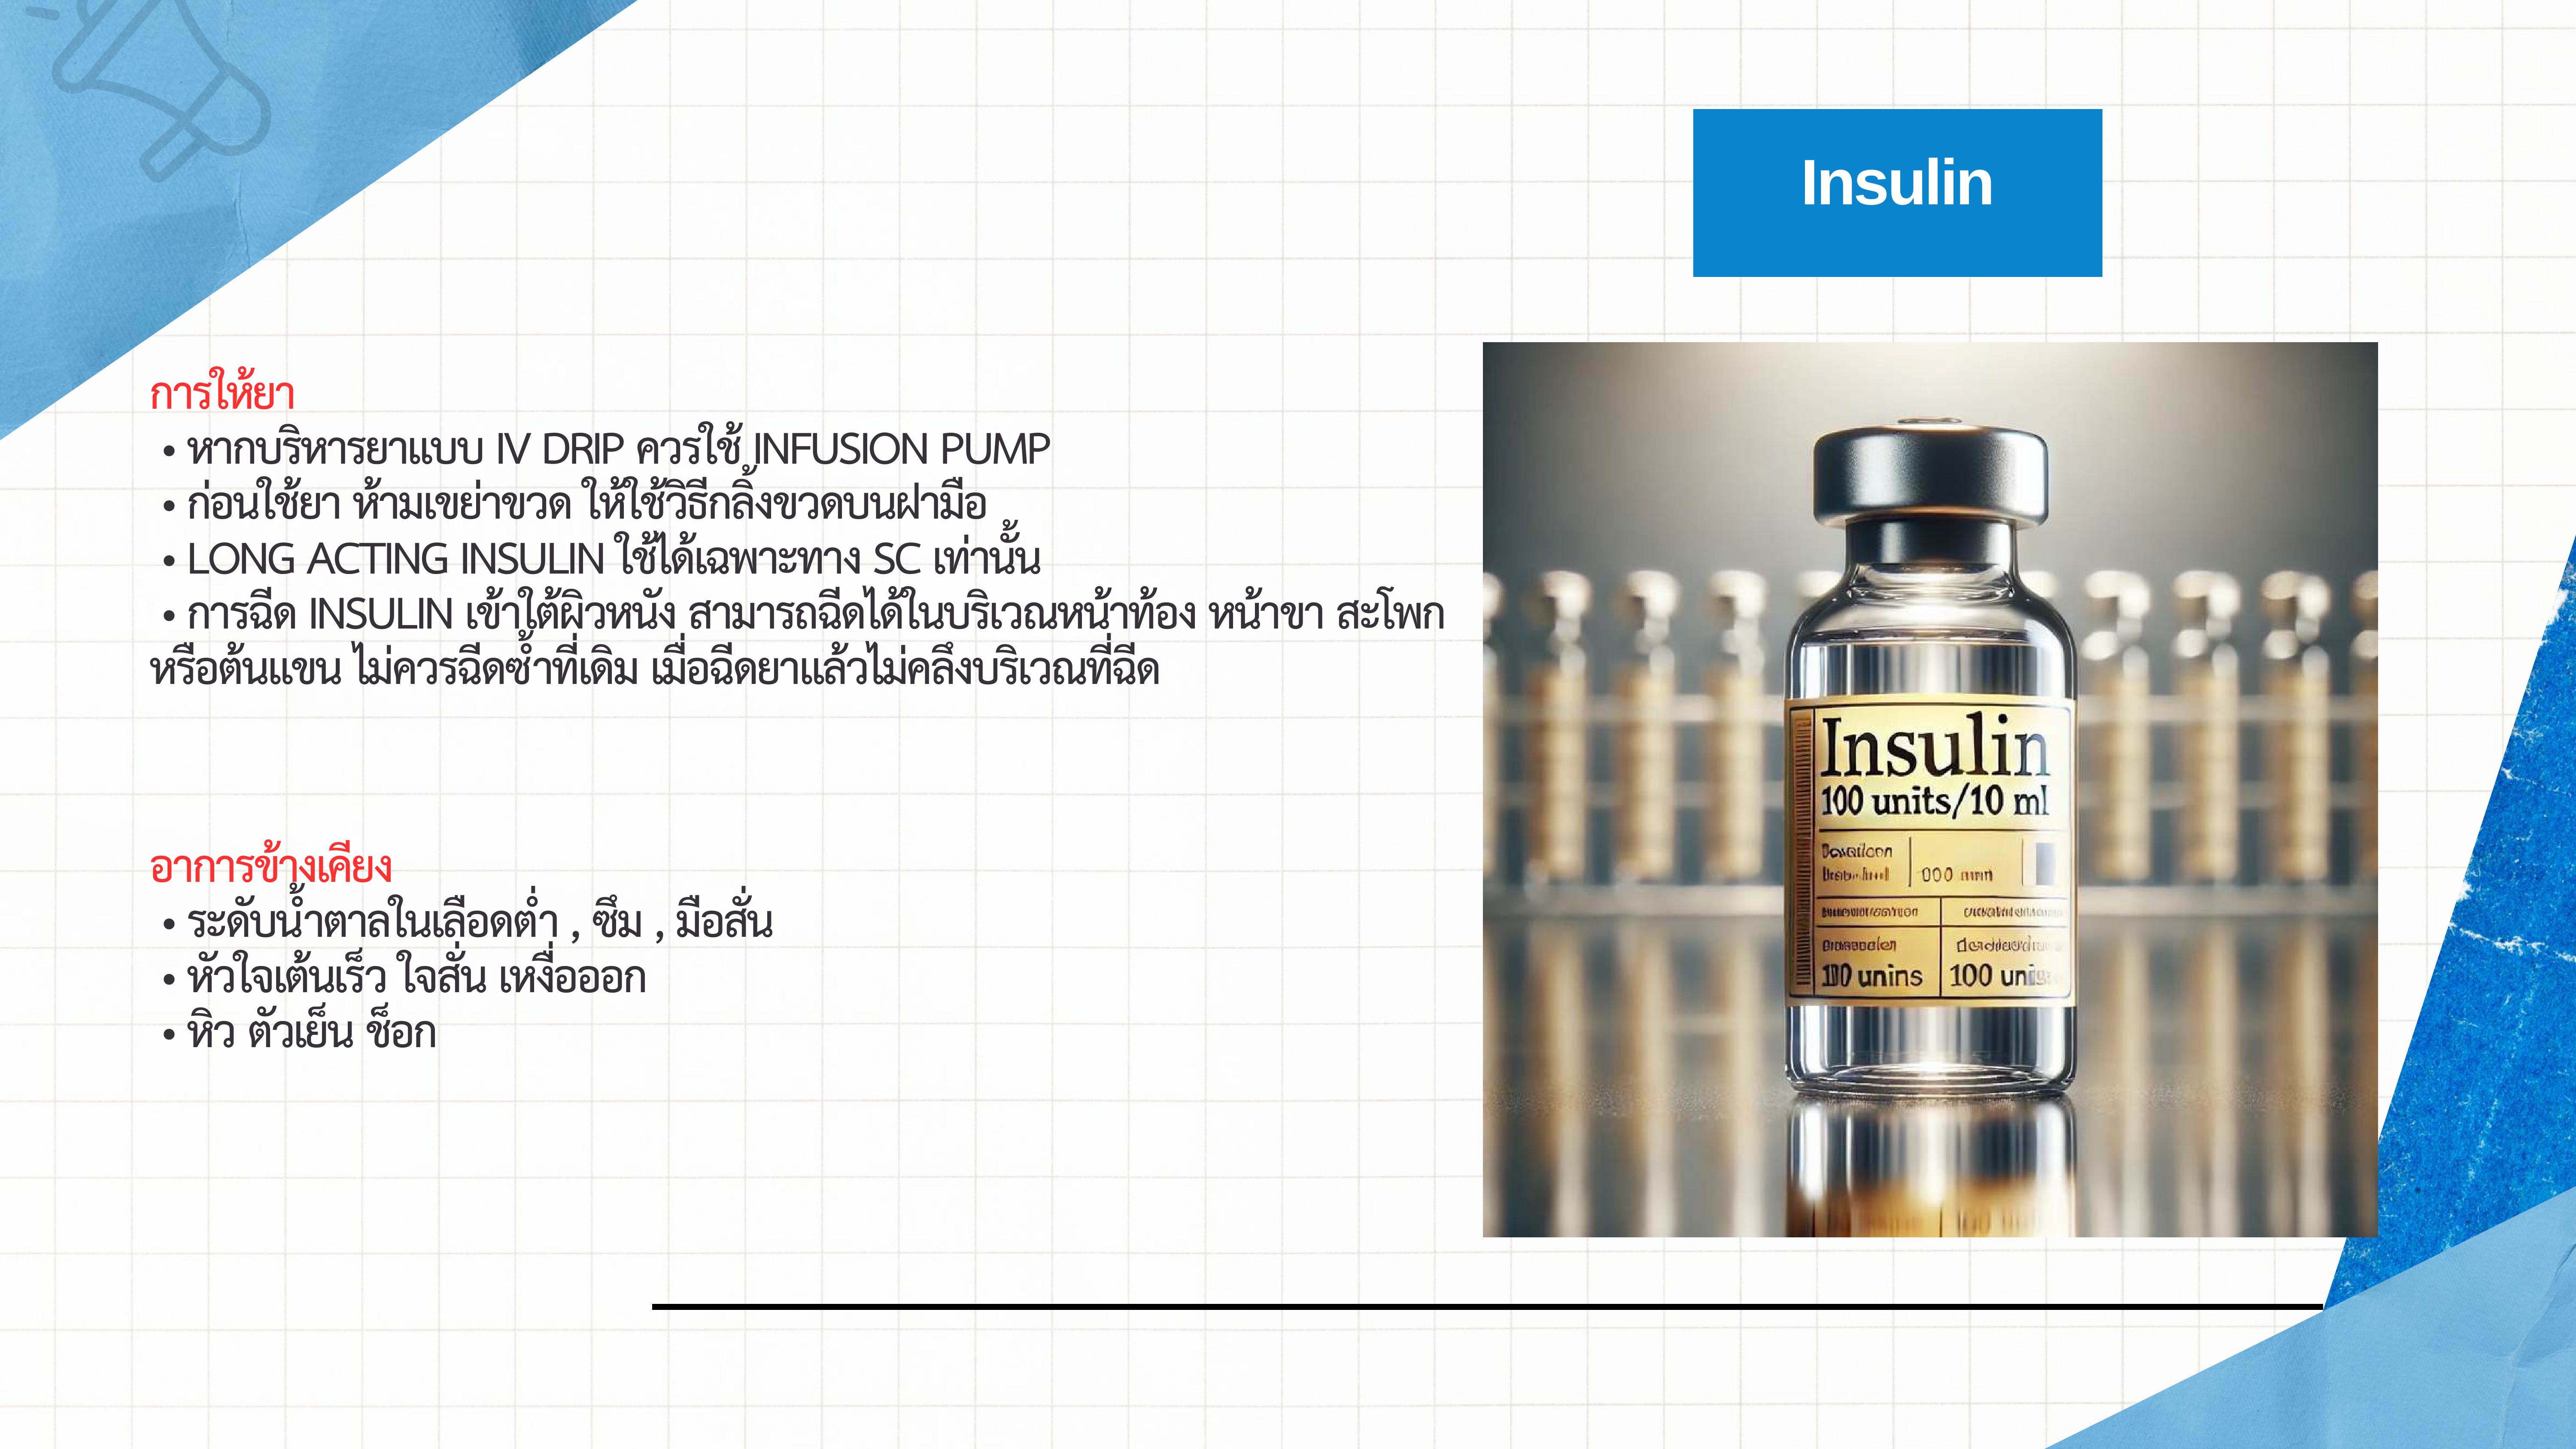 Insulin
การให้ยา
• หากบริหารยาแบบ IV DRIP ควรใช้ INFUSION PUMP
• ก่อนใช้ยา ห้ามเขย่าขวด ให้ใช้วิธีกลิ้งขวดบนฝามือ
• LONG ACTING INSULIN ใช้ได้เฉพาะทาง SC เท่านั้น
• การฉีด INSULIN เข้าใต้ผิวหนัง สามารถฉีดได้ในบริเวณหน้าท้อง หน้าขา สะโพก
หรือต้นแขน ไม่ควรฉีดซ้ำที่เดิม เมื่อฉีดยาแล้วไม่คลึงบริเวณที่ฉีด
อาการข้างเคียง
• ระดับน้ำตาลในเลือดต่ำ , ซึม , มือสั่น
• หัวใจเต้นเร็ว ใจสั่น เหงื่อออก
• หิว ตัวเย็น ช็อก
Insulin
100 units/10 ml
100